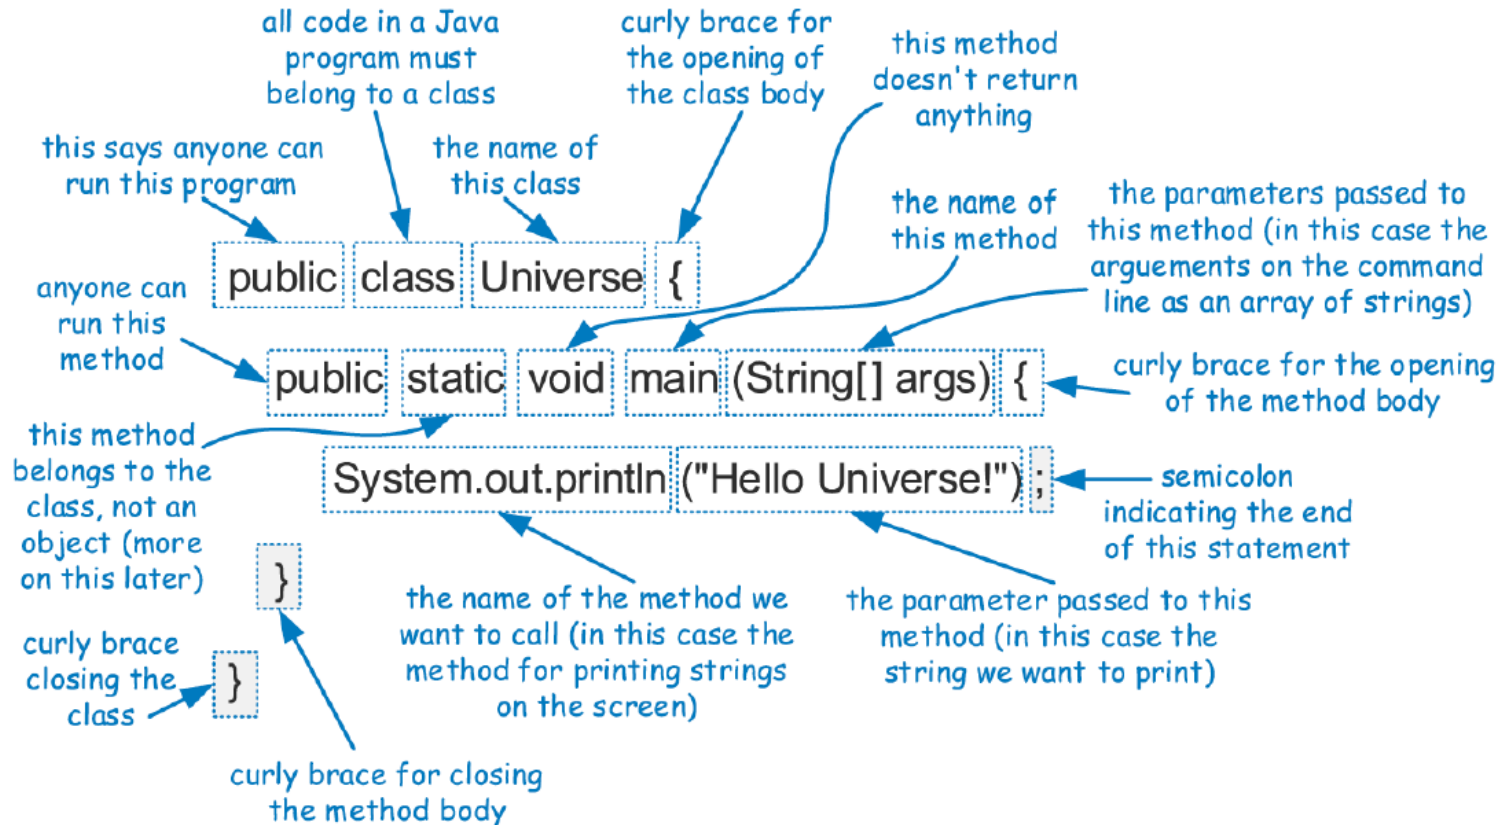 all code in a Java
program must
belong to a class
curly brace for
the opening of
the class body
this method
doesn't return
anything
this says anyone can
run this program
the name of
this class
the name of
this method
the parameters passed to
this method (in this case the
arguements on the command
line as an array of strings)
public class Universe {
anyone can
run this
method
public static void main (String[] args) {
curly brace for the opening
of the method body
this method
belongs to the
class, not an
object (more
on this later)
System.out.println ("Hello Universe!") ;
semicolon
indicating the end
of this statement
}
the name of the method we
want to call (in this case the
method for printing strings
on the screen)
the parameter passed to this
method (in this case the
string we want to print)
curly brace
closing the
class
}
curly brace for closing
the method body